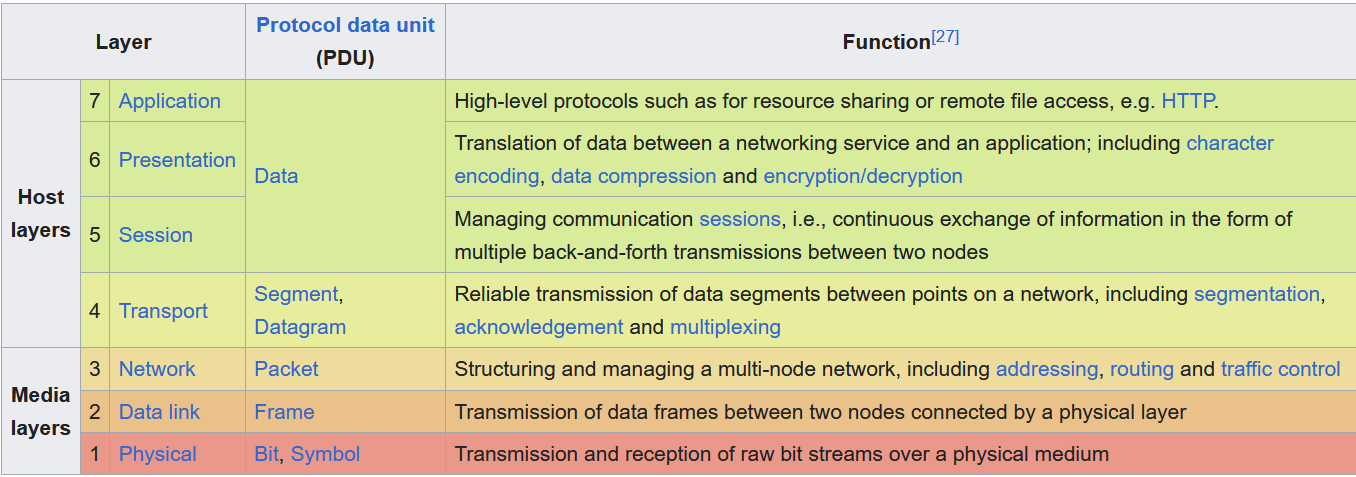 Layer
Protocol data unit
(PDU)
Function[27]
Host
layers
7 Application
Data
High-level protocols such as for resource sharing or remote file access, e.g. HTTP.
6 Presentation
Translation of data between a networking service and an application; including character
encoding, data compression and encryption/decryption
5 Session
Managing communication sessions, i.e., continuous exchange of information in the form of
multiple back-and-forth transmissions between two nodes
4 Transport
Segment,
Datagram
Reliable transmission of data segments between points on a network, including segmentation,
acknowledgement and multiplexing
Media
layers
3 Network
Packet
Structuring and managing a multi-node network, including addressing, routing and traffic control
2 Data link
Frame
Transmission of data frames between two nodes connected by a physical layer
1 Physical
Bit, Symbol
Transmission and reception of raw bit streams over a physical medium